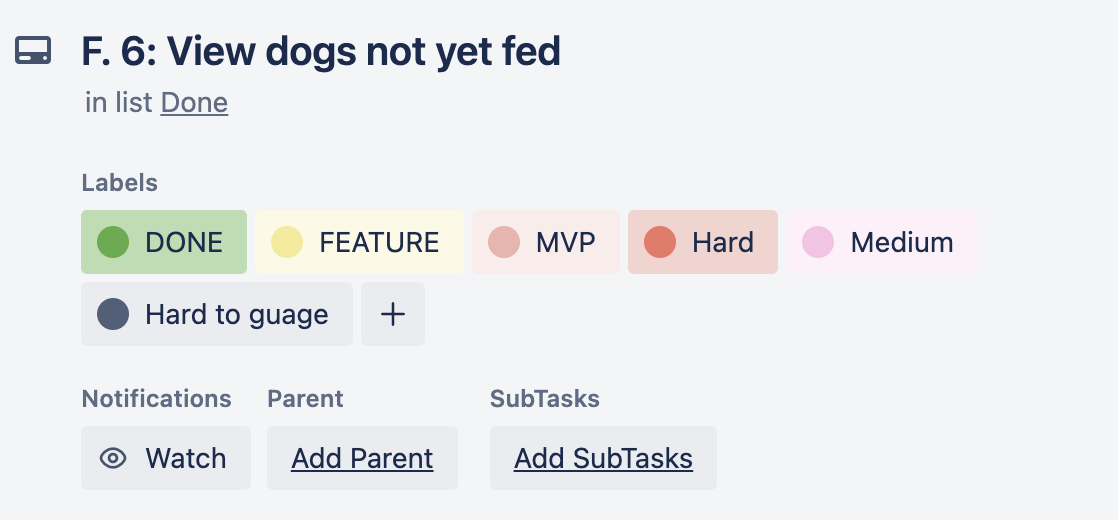 F. 6: View dogs not yet fed
in list Done
Labels
DONE FEATURE MVP Hard Medium
Hard to guage +
Notifications Parent SubTasks
Watch Add Parent Add SubTasks